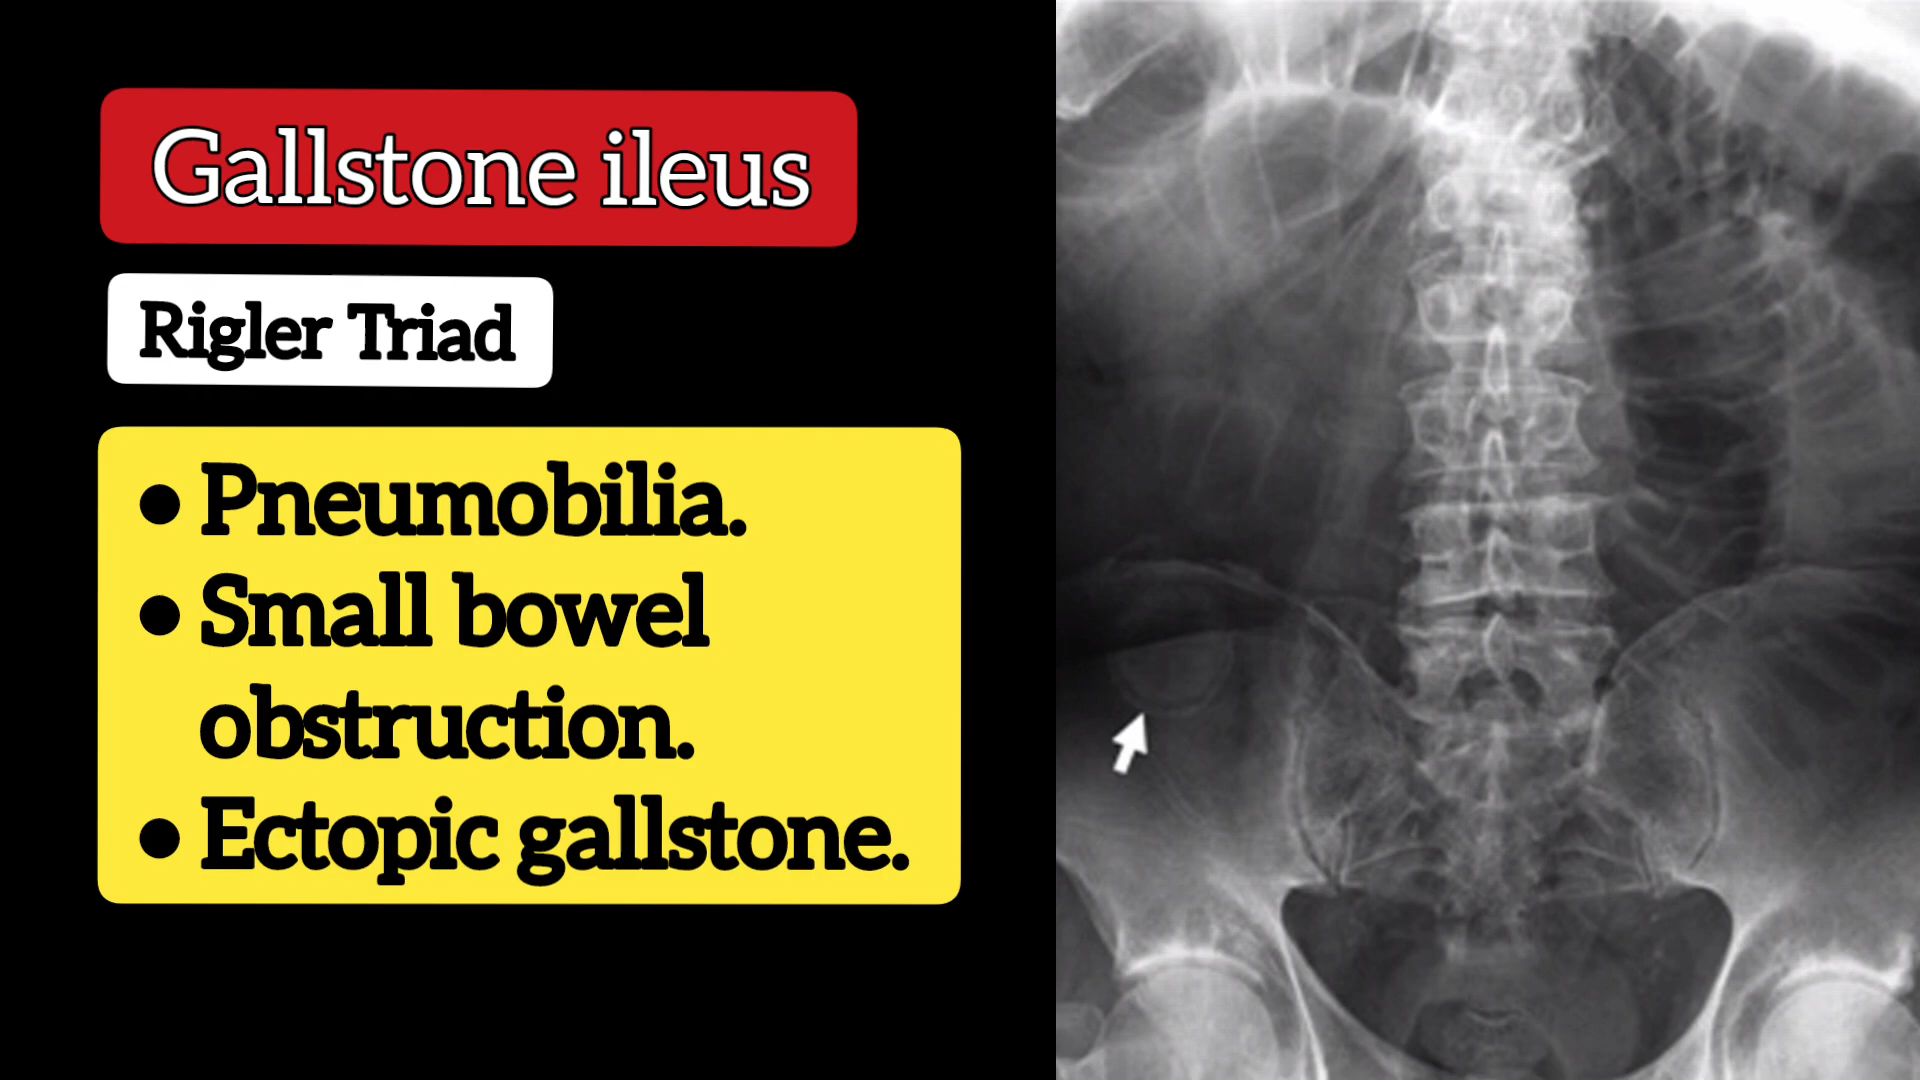 Gallstone ileus
Rigler Triad
• Pneumobilia.
• Small bowel
obstruction.
• Ectopic gallstone.